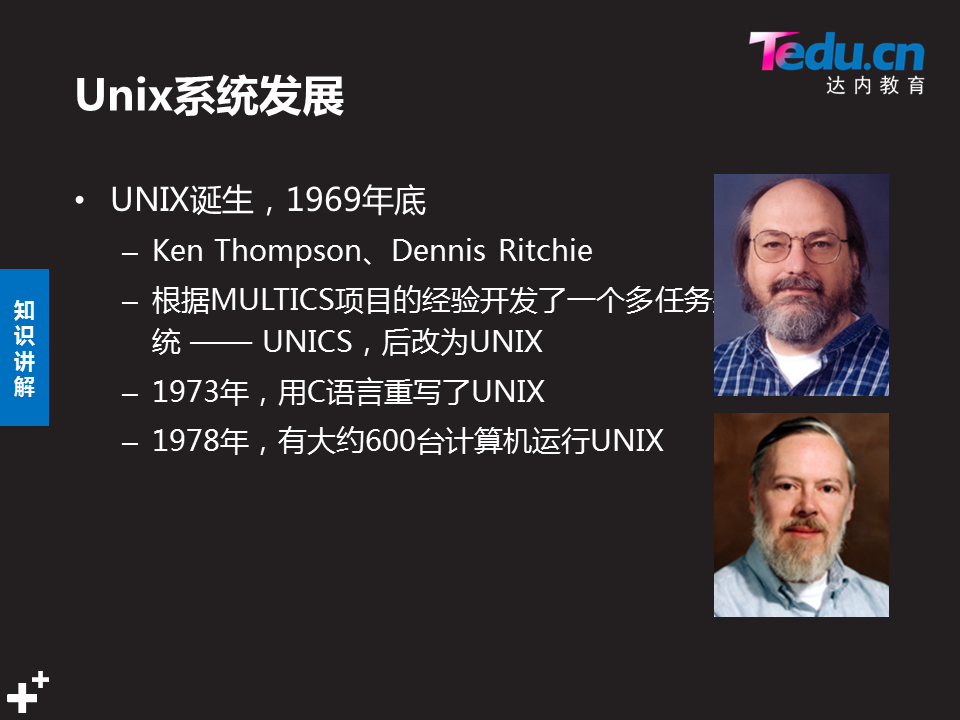 Tedu.cn
达内教育
Unix系统发展
• UNIX诞生，1969年底
– Ken Thompson、Dennis Ritchie
– 根据MULTICS项目的经验开发了一个多任务
统 —— UNICS，后改为UNIX
– 1973年，用C语言重写了UNIX
– 1978年，有大约600台计算机运行UNIX
知识讲解